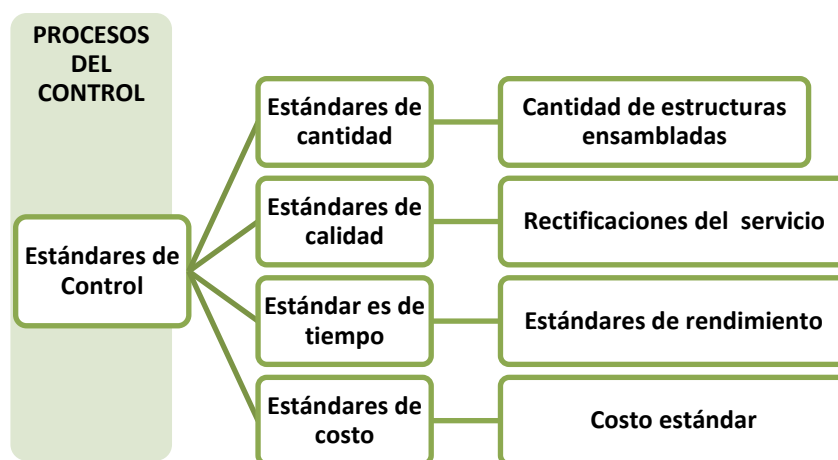 PROCESOS
DEL
CONTROL
Estándares de
Control
Estándares de
cantidad
Cantidad de estructuras
ensambladas
Estándares de
calidad
Rectificaciones del  servicio
Estándar es de
tiempo
Estándares de rendimiento
Estándares de
costo
Costo estándar